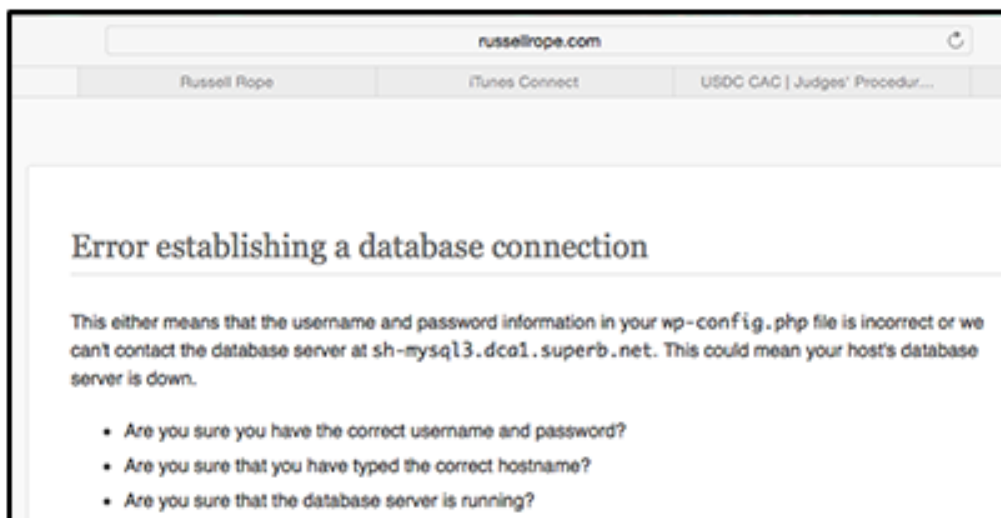 russellrope.com
Russell Rope iTunes Connect USDC CAC | Judges' Procedur...
Error establishing a database connection
This either means that the username and password information in your wp-config.php file is incorrect or we
can't contact the database server at sh-mysql3.dca1.superb.net. This could mean your host's database
server is down.
• Are you sure you have the correct username and password?
• Are you sure that you have typed the correct hostname?
• Are you sure that the database server is running?